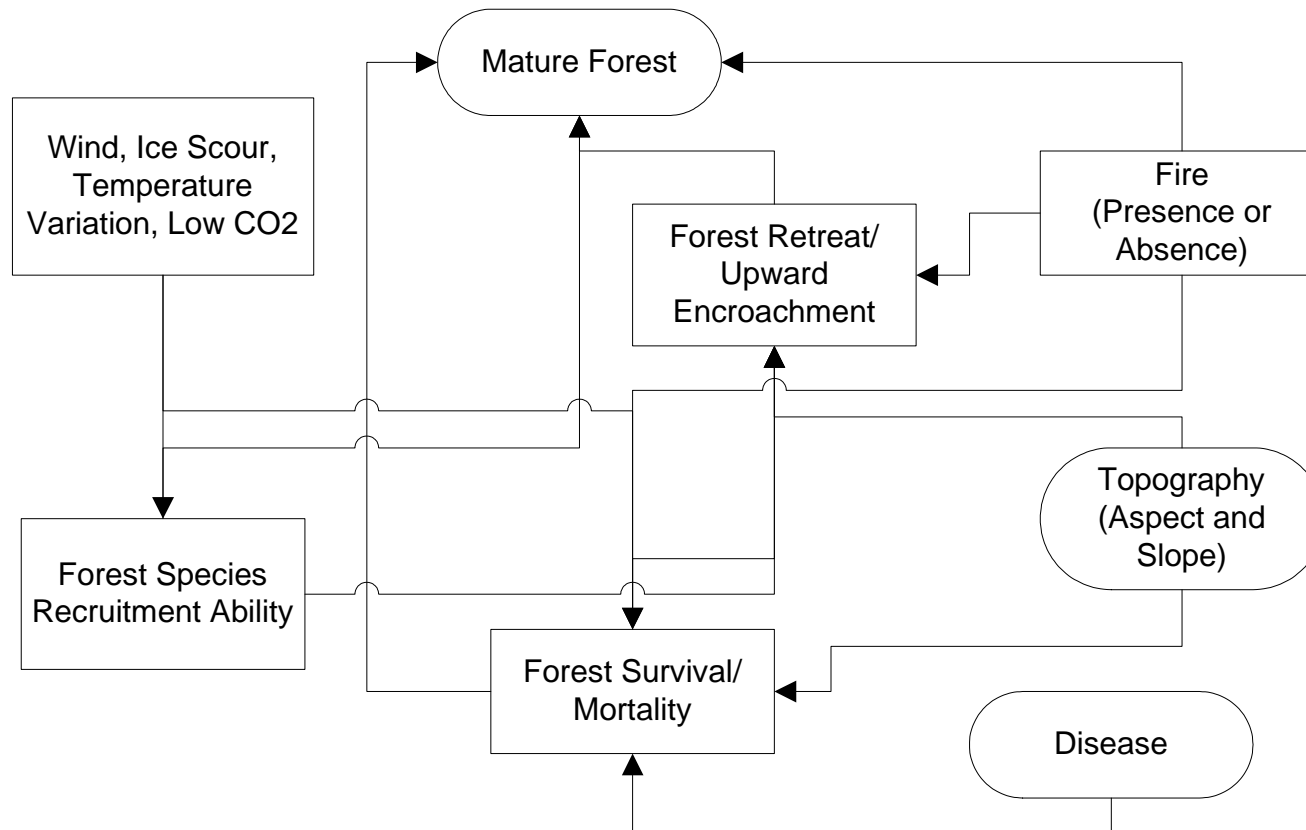 Mature Forest
Wind, Ice Scour,
Temperature
Variation, Low CO2
Fire
(Presence or
Absence)
Forest Retreat/
Upward
Encroachment
Topography
(Aspect and
Slope)
Forest Species
Recruitment Ability
Forest Survival/
Mortality
Disease